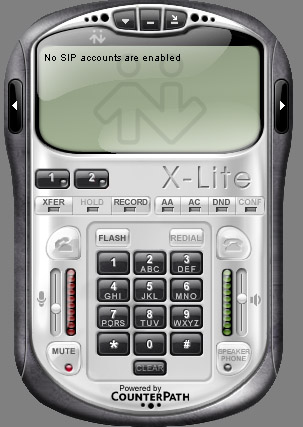 No SIP accounts are enabled
1 2 X-Lite
XFER HOLD RECORD AA AC DND CONF
FLASH REDIAL
1 2 ABC 3 DEF
4 GHI 5 JKL 6 MNO
7 PQRS 8 TUV 9 WXYZ
* 0 #
MUTE CLEAR SPEAKER PHONE
Powered by
COUNTERPATH